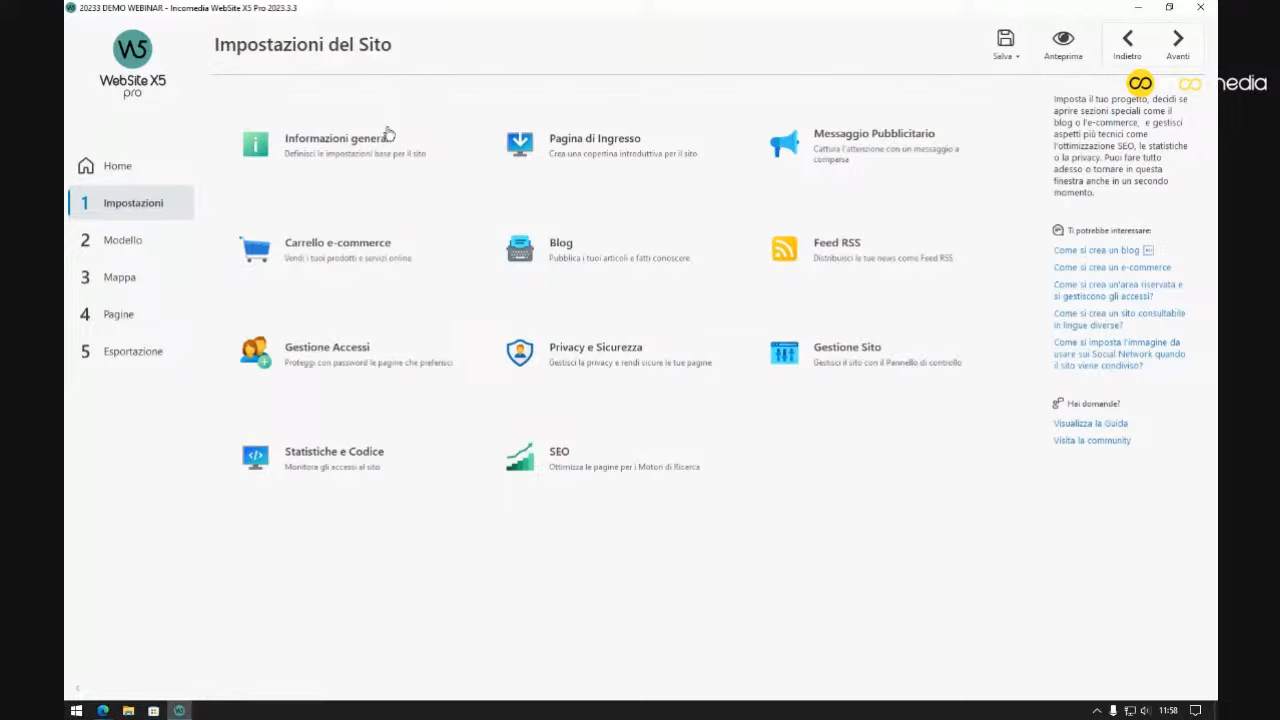 20233 DEMO WEBINAR - Incomedia WebSite X5 Pro 2023.3.3
W5
WebSite X5
pro
Impostazioni del Sito
Salva
Anteprima
Indietro
Avanti
media
Home
1 Impostazioni
2 Modello
3 Mappa
4 Pagine
5 Esportazione
Informazioni
Definisci le impostazioni base per il sito
Pagina di Ingresso
Crea una copertina introduttiva per il sito
Messaggio Pubblicitario
Cattura l'attenzione con un messaggio a
comparsa
Carrello e-commerce
Vendi i tuoi prodotti e servizi online
Blog
Pubblica i tuoi articoli e fatti conoscere
Feed RSS
Distribuisci le tue news come Feed RSS
Gestione Accessi
Proteggi con password le pagine che preferisci
Privacy e Sicurezza
Gestisci la privacy e rendi sicure le tue pagine
Gestione Sito
Gestisci il sito con il Pannello di controllo
Statistiche e Codice
Monitora gli accessi al sito
SEO
Ottimizza le pagine per i Motori di Ricerca
Imposta il tuo progetto, decidi se
aprire sezioni speciali come il
blog o l'e-commerce, e gestisci
aspetti più tecnici come
l'ottimizzazione SEO, le statistiche
o la privacy. Puoi fare tutto
adesso o tornare in questa
finestra anche in un secondo
momento.
Ti potrebbe interessare:
Come si crea un blog
Come si crea un e-commerce
Come si crea un'area riservata e
si gestiscono gli accessi?
Come si crea un sito consultabile
in lingue diverse?
Come si imposta l'immagine da
usare sui Social Network quando
il sito viene condiviso?
Hai domande?
Visualizza la Guida
Visita la community
11:58